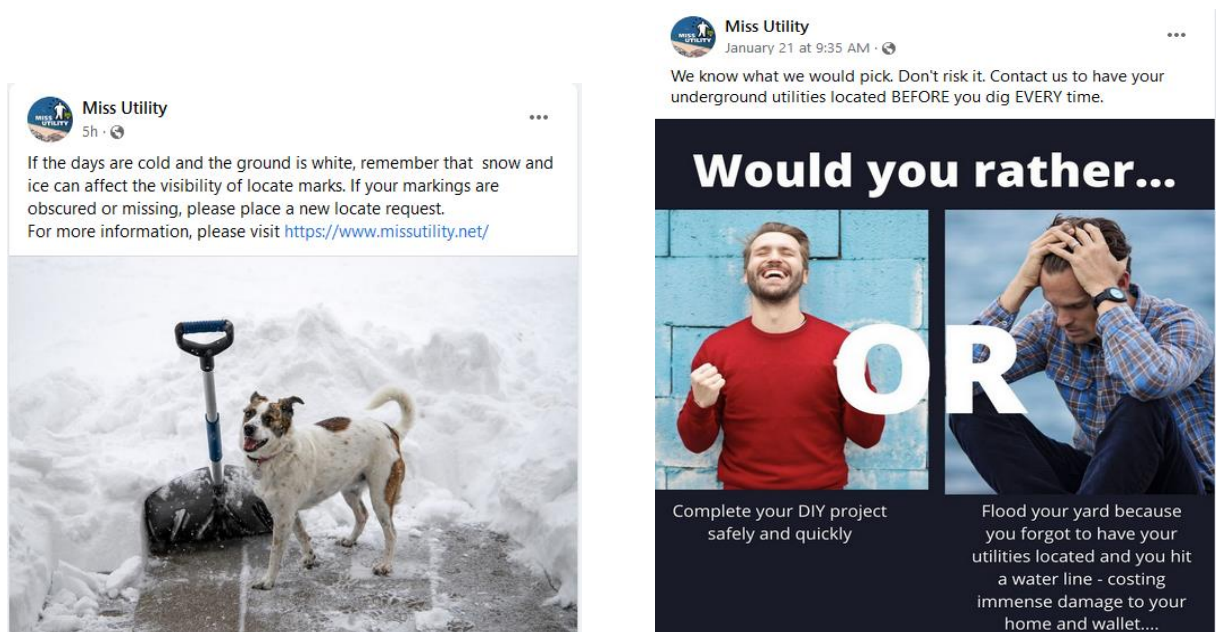 Miss Utility
5h ·
If the days are cold and the ground is white, remember that snow and
ice can affect the visibility of locate marks. If your markings are
obscured or missing, please place a new locate request.
For more information, please visit https://www.missutility.net/
MISS
UTILITY
Miss Utility
January 21 at 9:35 AM ·
We know what we would pick. Don't risk it. Contact us to have your
underground utilities located BEFORE you dig EVERY time.
MISS
UTILITY
Would you rather...
OR
Complete your DIY project
safely and quickly
Flood your yard because
you forgot to have your
utilities located and you hit
a water line - costing
immense damage to your
home and wallet....